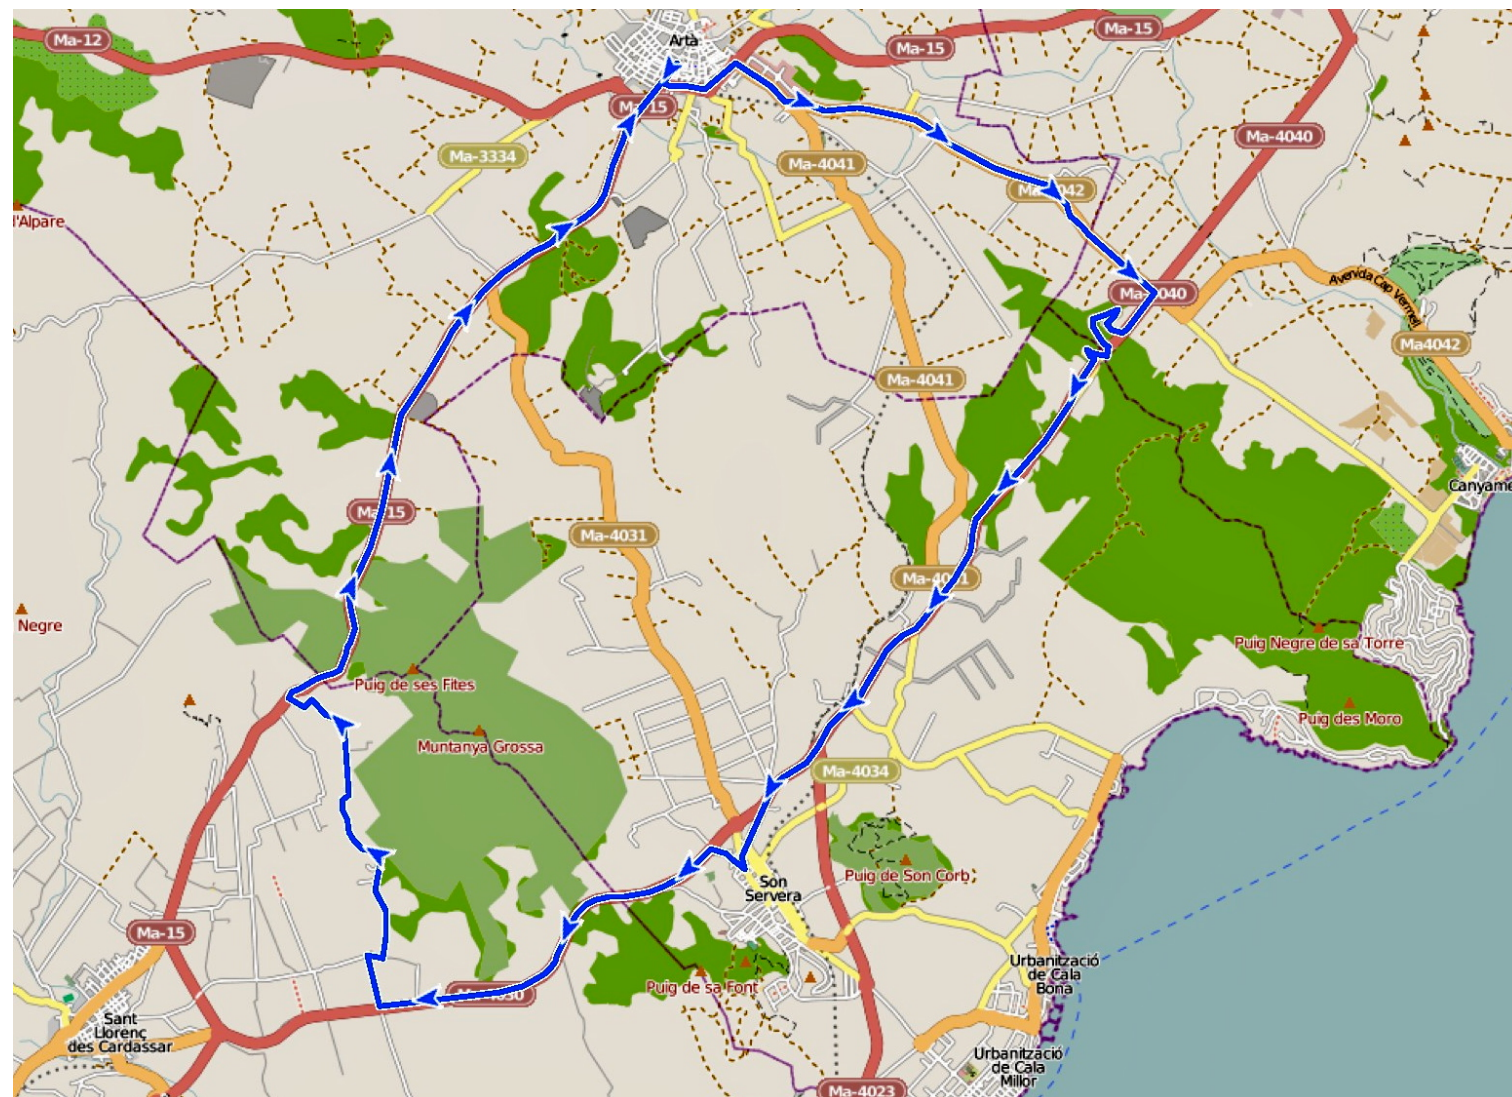 Ma-12
Artà
Ma-15
Ma-15
Ma-15
Ma-4040
Ma-3334
Ma-4041
l'Alpare
Avenida Cap Vermell
Ma4042
Ma-4041
Canyame
Ma-15
Ma-4031
Negre
Puig Negre de sa Torre
Puig de ses Fites
Puig des Moro
Muntanya Grossa
Ma-4034
Puig de Son Corb
Son
Servera
Ma-15
Urbanització
de Cala
Bona
Puig de sa Font
Sant
Llorenç
des Cardassar
Urbanització
de Cala
Millor
Ma-4023